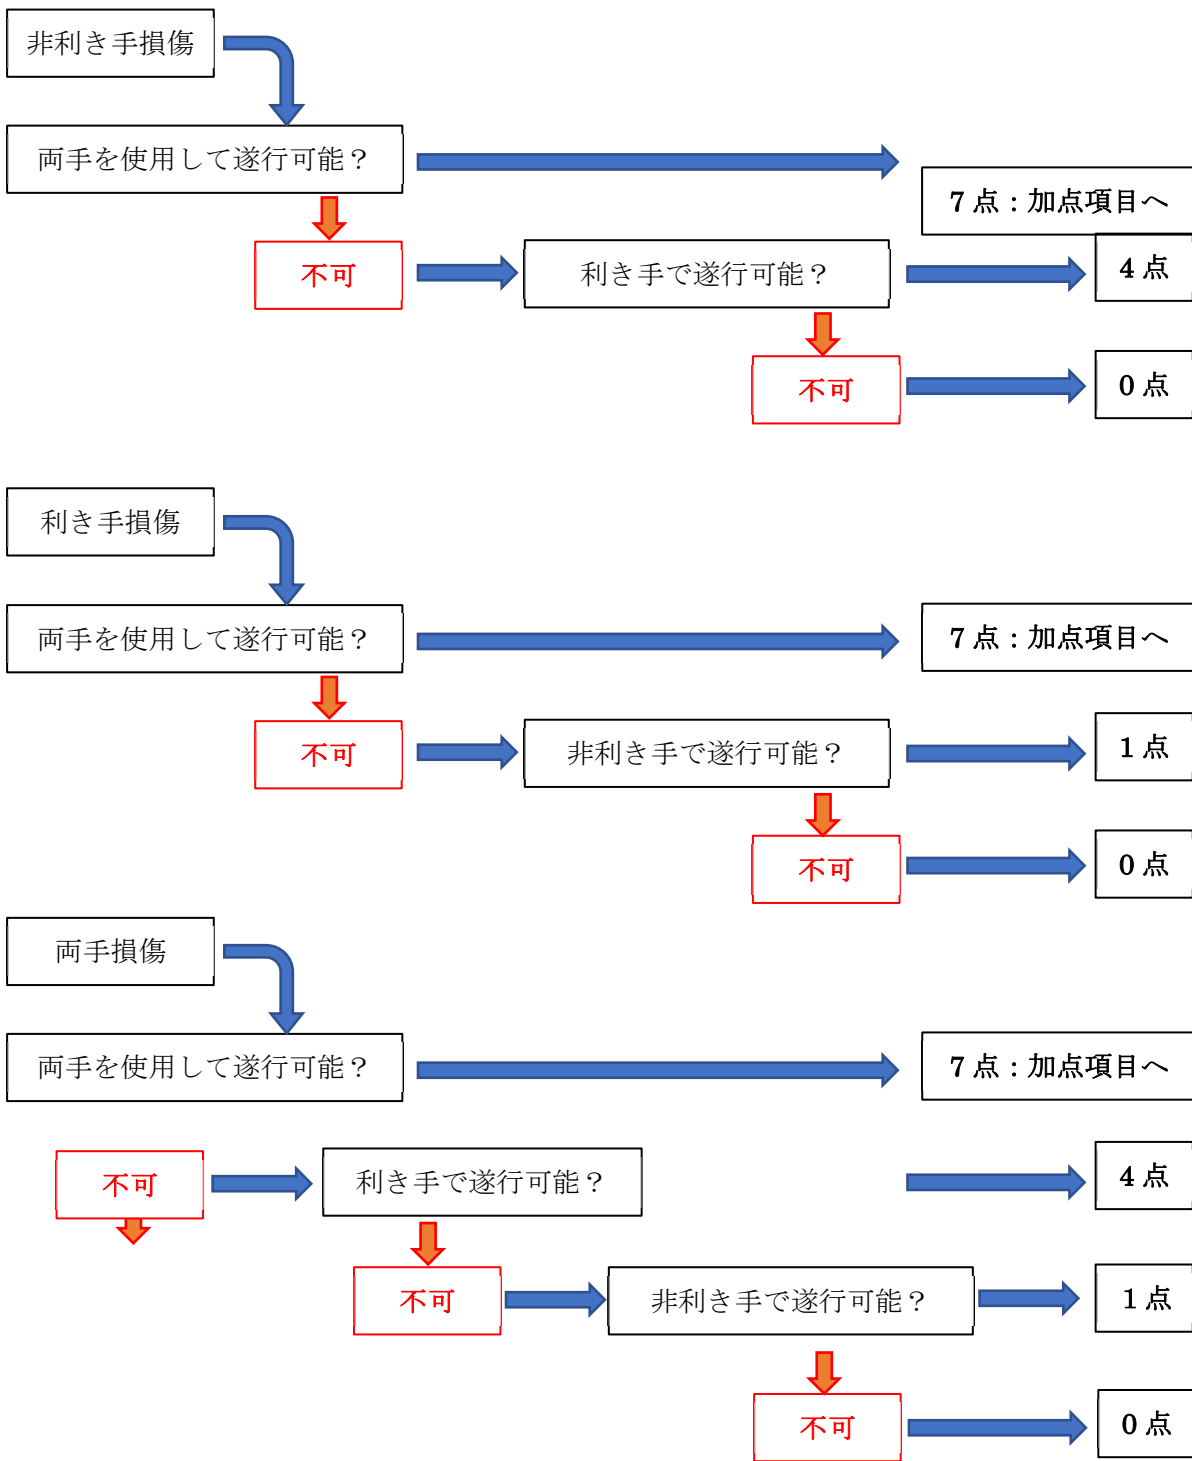 非利き手損傷
両手を使用して遂行可能？
7点：加点項目へ
不可
利き手で遂行可能？
4点
不可
0点
利き手損傷
両手を使用して遂行可能？
7点：加点項目へ
不可
非利き手で遂行可能？
1点
不可
0点
両手損傷
両手を使用して遂行可能？
7点：加点項目へ
不可
利き手で遂行可能？
4点
不可
非利き手で遂行可能？
1点
不可
0点